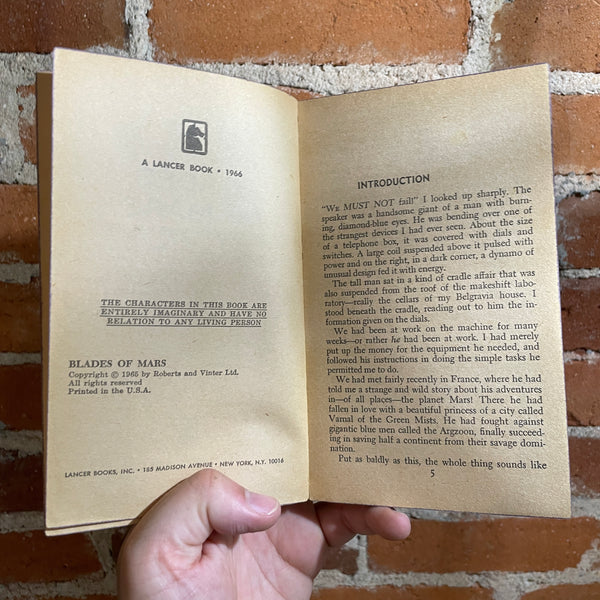 A LANCER BOOK • 1966
THE CHARACTERS IN THIS BOOK ARE
ENTIRELY IMAGINARY AND HAVE NO
RELATION TO ANY LIVING PERSON
BLADES OF MARS
Copyright © 1965 by Roberts and Vinter Ltd.
All rights reserved
Printed in the U.S.A.
LANCER BOOKS, INC. • 185 MADISON AVENUE • NEW YORK, N.Y. 10016
INTRODUCTION
"WE MUST NOT fail!" I looked up sharply. The
speaker was a handsome giant of a man with burn-
ing, diamond-blue eyes. He was bending over one of
the strangest devices I had ever seen. About the size
of a telephone box, it was covered with dials and
switches. A large coil suspended above it pulsed with
power and on the right, in a dark corner, a dynamo of
unusual design fed it with energy.
The tall man sat in a kind of cradle affair that was
also suspended from the roof of the makeshift labo-
ratory—really the cellars of my Belgravia house. I
stood beneath the cradle, reading out to him the in-
formation given on the dials.
We had been at work on the machine for many
weeks—or rather he had been at work. I had merely
put up the money for the equipment he needed, and
followed his instructions in doing the simple tasks he
permitted me to do.
We had met fairly recently in France, where he had
told me a strange and wild story about his adventures
in—of all places—the planet Mars! There he had
fallen in love with a beautiful princess of a city called
Varnal of the Green Mists. He had fought against
gigantic blue men called the Argzoon, finally succeed-
ing in saving half a continent from their savage domi-
nation.
Put as baldly as this, the whole thing sounds like
5